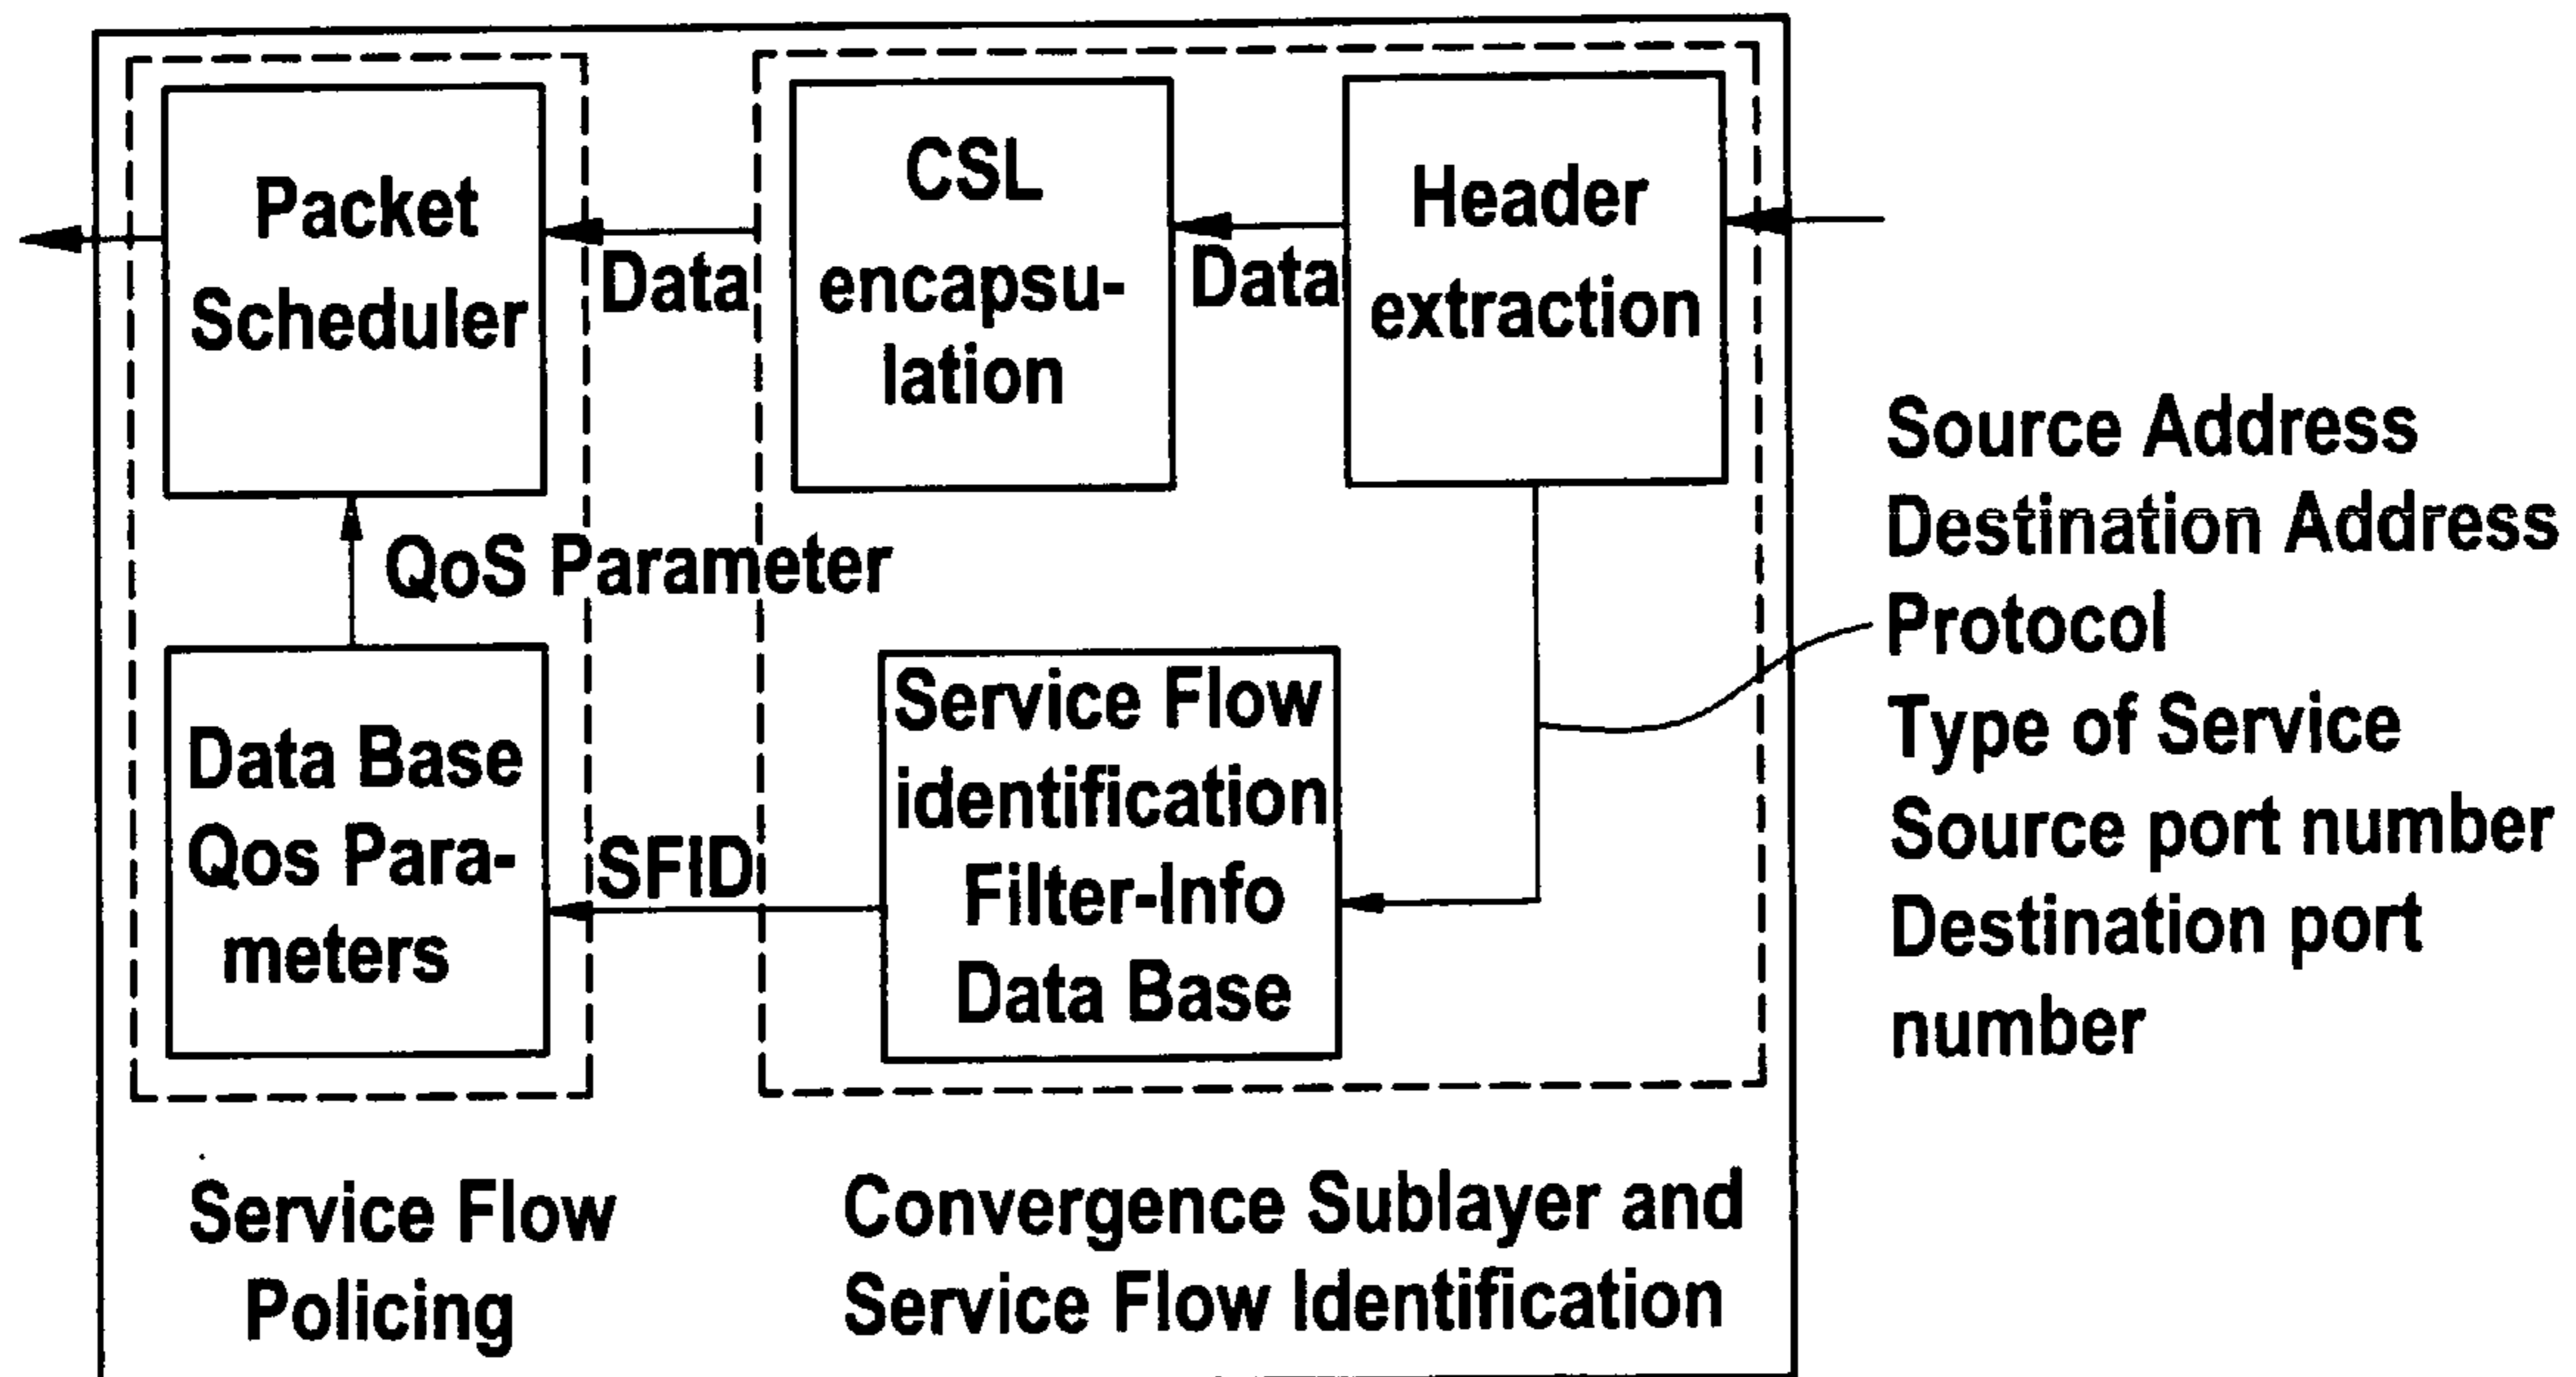 Packet
Scheduler
Data
CSL
encapsu-
lation
Data
Header
extraction
QoS Parameter
Data Base
Qos Para-
meters
SFID
Service Flow
identification
Filter-Info
Data Base
Source Address
Destination Address
Protocol
Type of Service
Source port number
Destination port
number
Service Flow
Policing
Convergence Sublayer and
Service Flow Identification